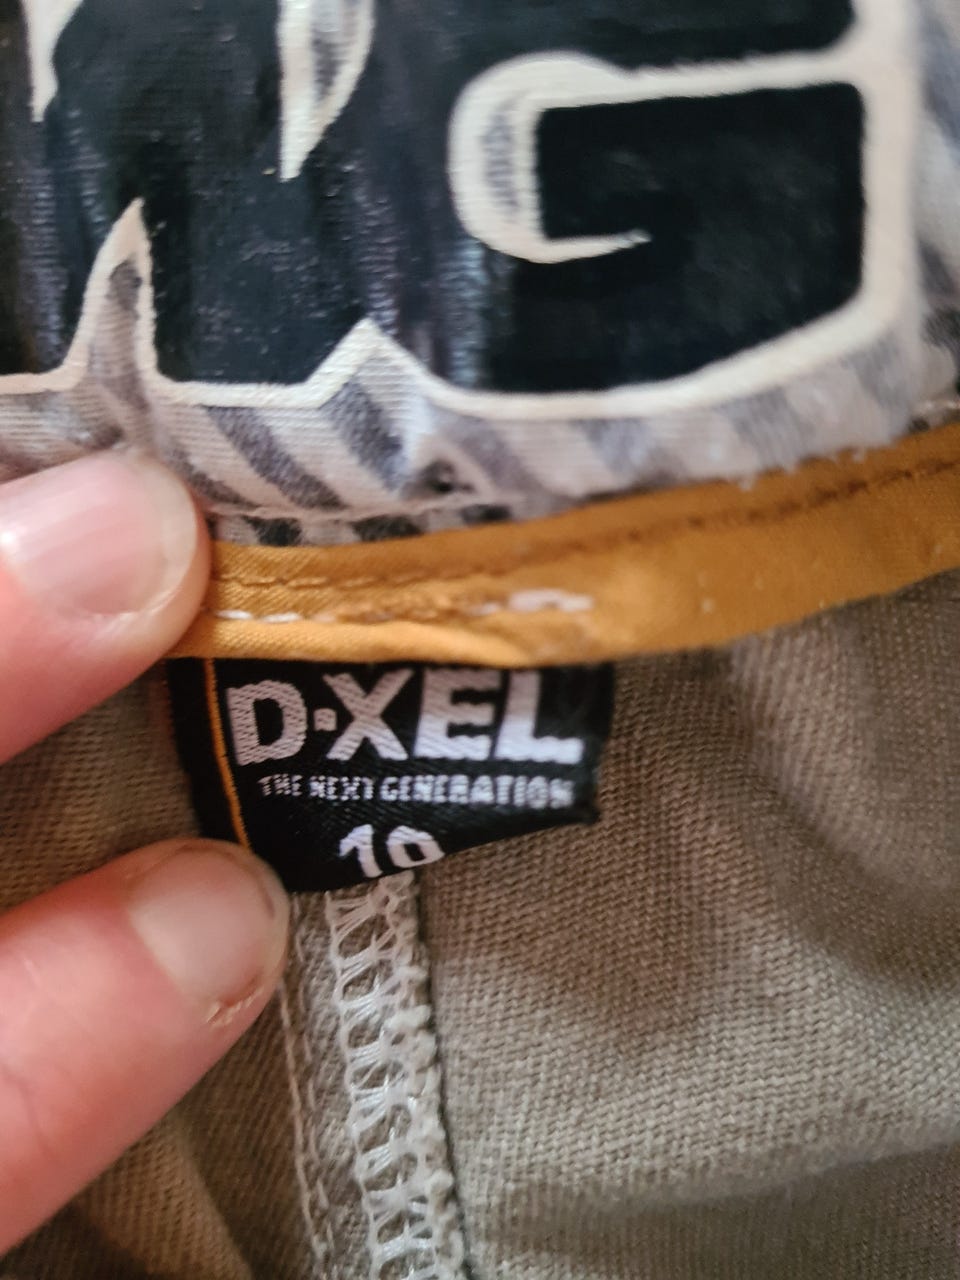 D-XEL
THE NEXT GENERATION
10